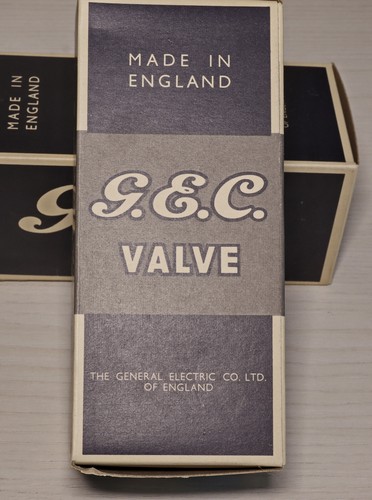 MADE IN
ENGLAND
G.E.C.
VALVE
THE GENERAL ELECTRIC CO. LTD.
OF ENGLAND
MADE IN
ENGLAND
G